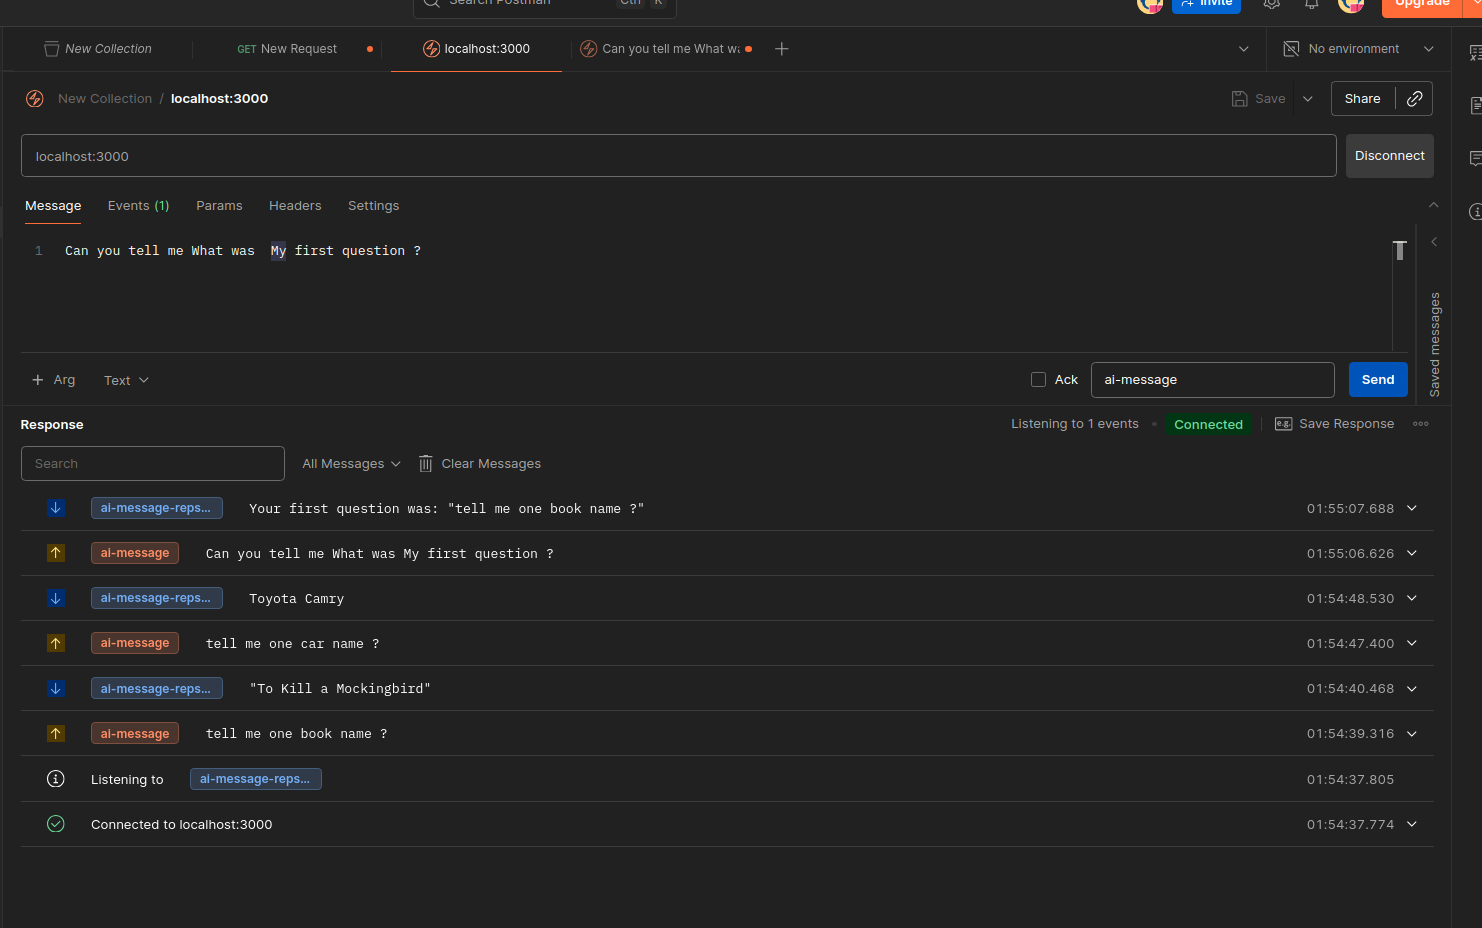 Search Postman Ctrl K Invite Upgrade
New Collection GET New Request localhost:3000 Can you tell me What wa No environment
New Collection / localhost:3000 Save Share
localhost:3000 Disconnect
Message Events (1) Params Headers Settings
1 Can you tell me What was  My first question ?
Saved messages
+ Arg Text Ack ai-message Send
Response Listening to 1 events Connected e.g. Save Response
Search All Messages Clear Messages
ai-message-reps... Your first question was: "tell me one book name ?" 01:55:07.688
ai-message Can you tell me What was My first question ? 01:55:06.626
ai-message-reps... Toyota Camry 01:54:48.530
ai-message tell me one car name ? 01:54:47.400
ai-message-reps... "To Kill a Mockingbird" 01:54:40.468
ai-message tell me one book name ? 01:54:39.316
Listening to ai-message-reps... 01:54:37.805
Connected to localhost:3000 01:54:37.774